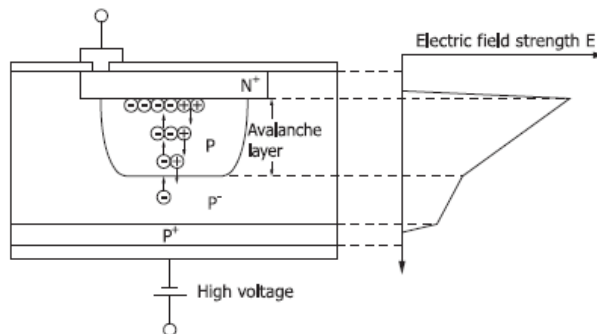 Electric field strength E
N+
⊖⊖⊖⊖⊕⊕
⊖⊖⊕
P
Avalanche
layer
⊖⊕
⊖
P-
P+
High voltage